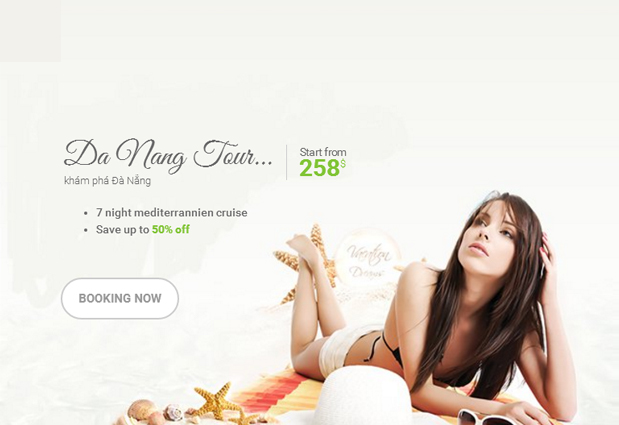 Da Nang Tour...
khám phá Đà Nẵng
Start from
258$
7 night mediterrannien cruise
Save up to 50% off
BOOKING NOW
Vacation
Dreams